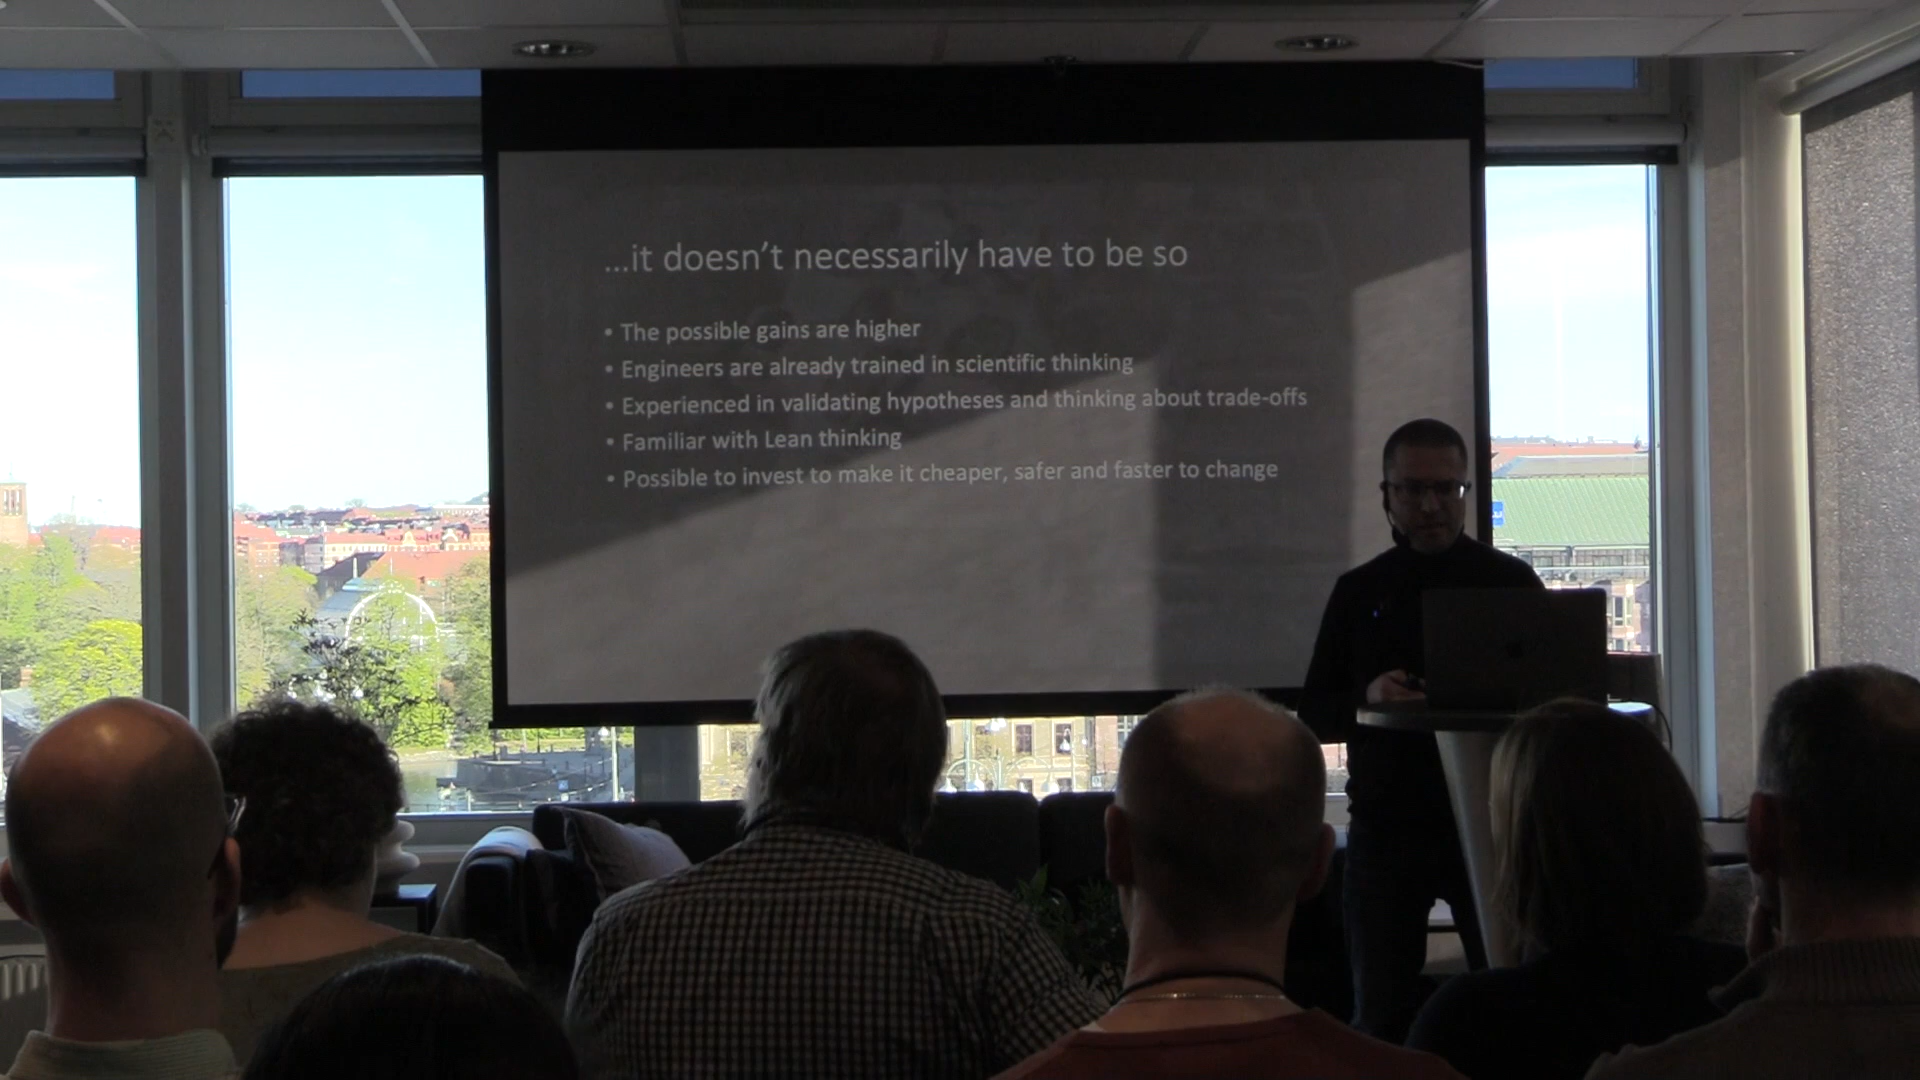 ...it doesn't necessarily have to be so
• The possible gains are higher
• Engineers are already trained in scientific thinking
• Experienced in validating hypotheses and thinking about trade-offs
• Familiar with Lean thinking
• Possible to invest to make it cheaper, safer and faster to change